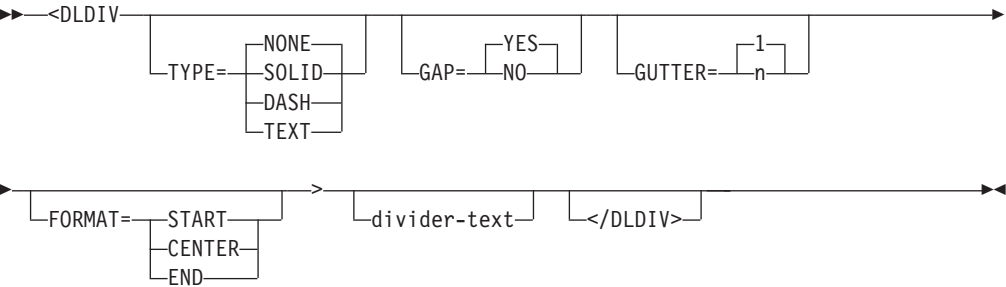 <DLDIV
NONE YES 1
TYPE= SOLID GAP= NO GUTTER= n
DASH
TEXT
>
FORMAT= START divider-text </DLDIV>
CENTER
END